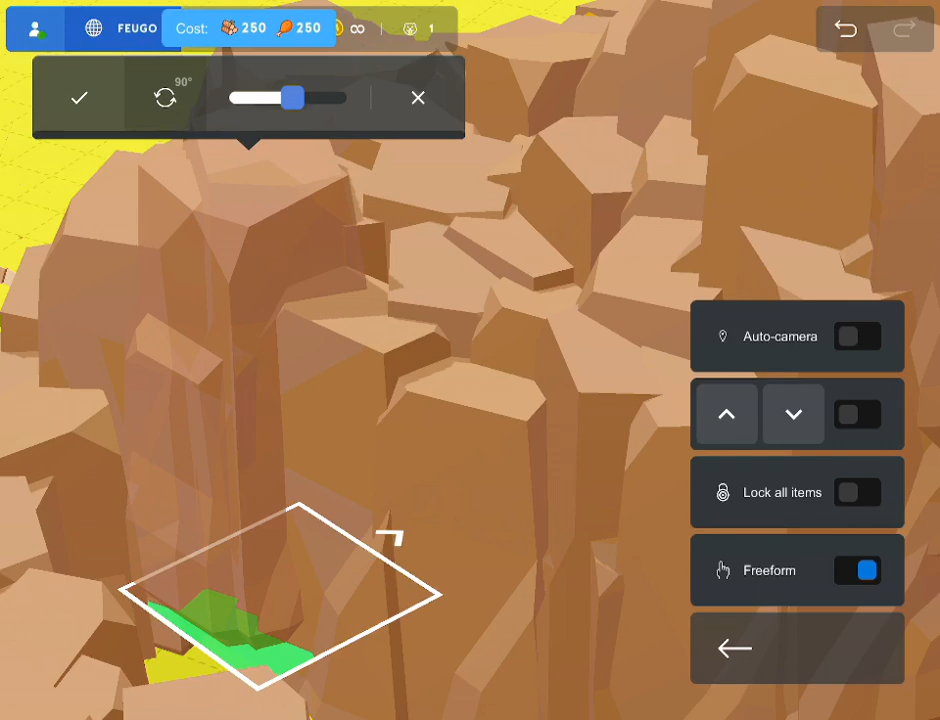 FEUGO Cost: 250 250 ∞ | 1
90°
Auto-camera
Lock all items
Freeform